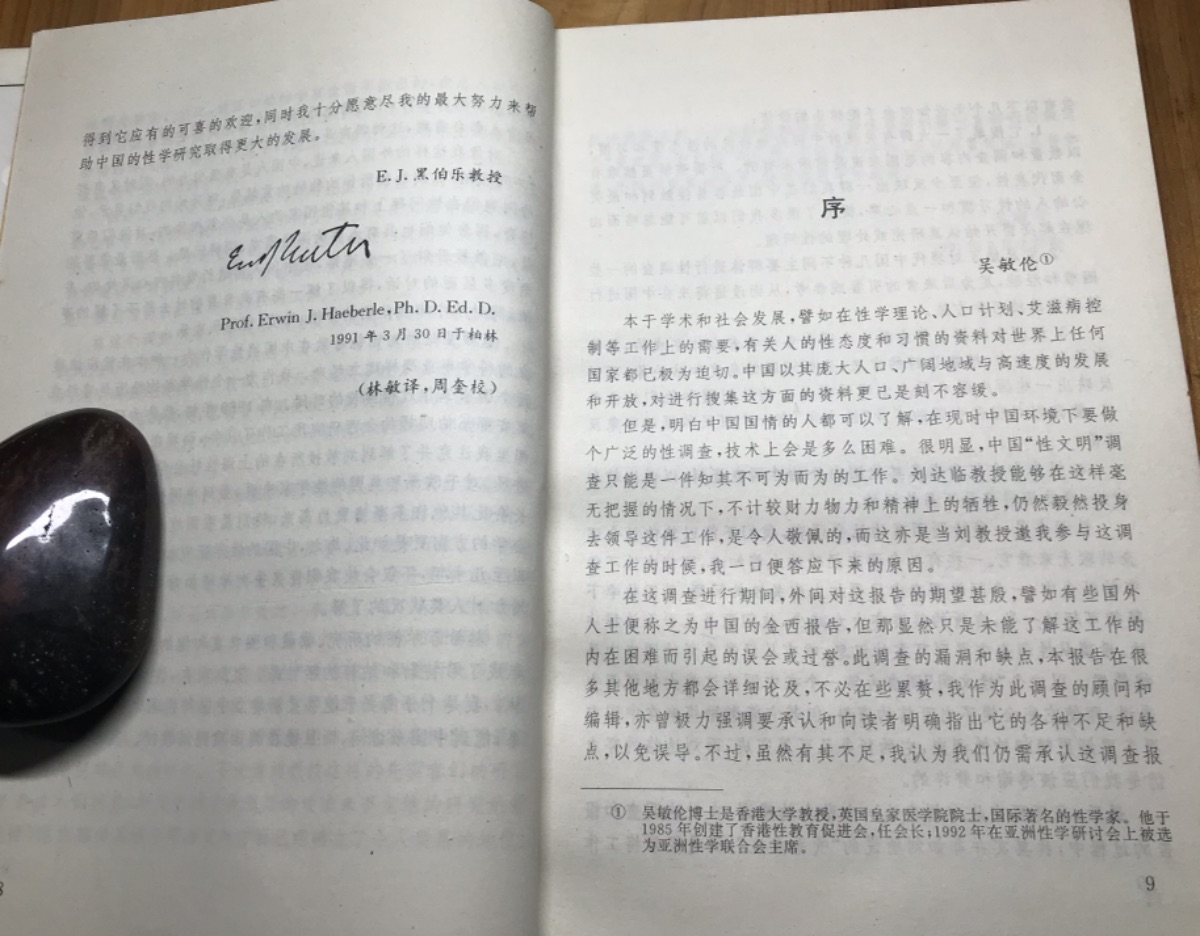 得到它应有的可喜的欢迎,同时我十分愿意尽我的最大努力来帮
助中国的性学研究取得更大的发展。
E.J.黑伯乐教授
Prof. Erwin J. Haeberle, Ph. D. Ed. D.
1991年3月30日于柏林
(林敏译,周奎校)
序
吴敏伦①
本于学术和社会发展,譬如在性学理论、人口计划、艾滋病控
制等工作上的需要,有关人的性态度和习惯的资料对世界上任何
国家都已极为迫切。中国以其庞大人口、广阔地域与高速度的发展
和开放,对进行搜集这方面的资料更已是刻不容缓。
但是,明白中国国情的人都可以了解,在现时中国环境下要做
个广泛的性调查,技术上会是多么困难。很明显,中国“性文明”调
查只能是一件知其不可为而为的工作。刘达临教授能够在这样毫
无把握的情况下,不计较财力物力和精神上的牺牲,仍然毅然投身
去领导这件工作,是令人敬佩的,而这亦是当刘教授邀我参与这调
查工作的时候,我一口便答应下来的原因。
在这调查进行期间,外间对这报告的期望甚殷,譬如有些国外
人士便称之为中国的金西报告,但那显然只是未能了解这工作的
内在困难而引起的误会或过誉。此调查的漏洞和缺点,本报告在很
多其他地方都会详细论及,不必在些累赘,我作为此调查的顾问和
编辑,亦曾极力强调要承认和向读者明确指出它的各种不足和缺
点,以免误导。不过,虽然有其不足,我认为我们仍需承认这调查报
① 吴敏伦博士是香港大学教授,英国皇家医学院院士,国际著名的性学家。他于
1985年创建了香港性教育促进会,任会长;1992年在亚洲性学研讨会上被选
为亚洲性学联合会主席。
9